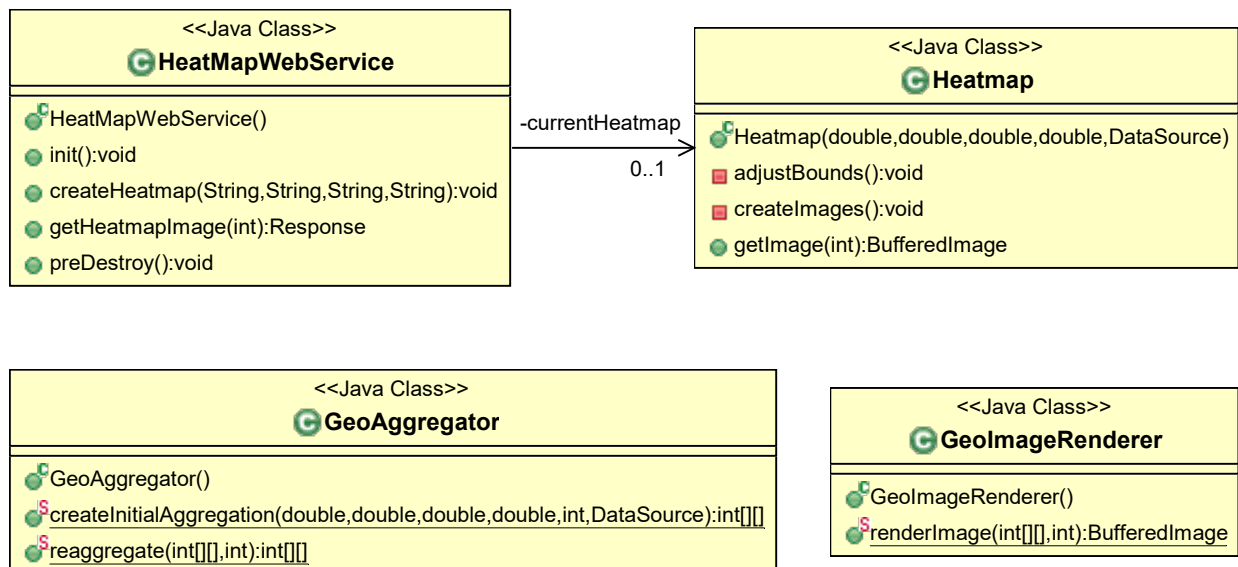 <<Java Class>>
HeatMapWebService
HeatMapWebService()
init():void
createHeatmap(String,String,String,String):void
getHeatmapImage(int):Response
preDestroy():void
-currentHeatmap
0..1
<<Java Class>>
Heatmap
Heatmap(double,double,double,double,DataSource)
adjustBounds():void
createImages():void
getImage(int):BufferedImage
<<Java Class>>
GeoAggregator
GeoAggregator()
createInitialAggregation(double,double,double,double,int,DataSource):int[][]
reaggregate(int[][],int):int[][]
<<Java Class>>
GeoImageRenderer
GeoImageRenderer()
renderImage(int[][],int):BufferedImage